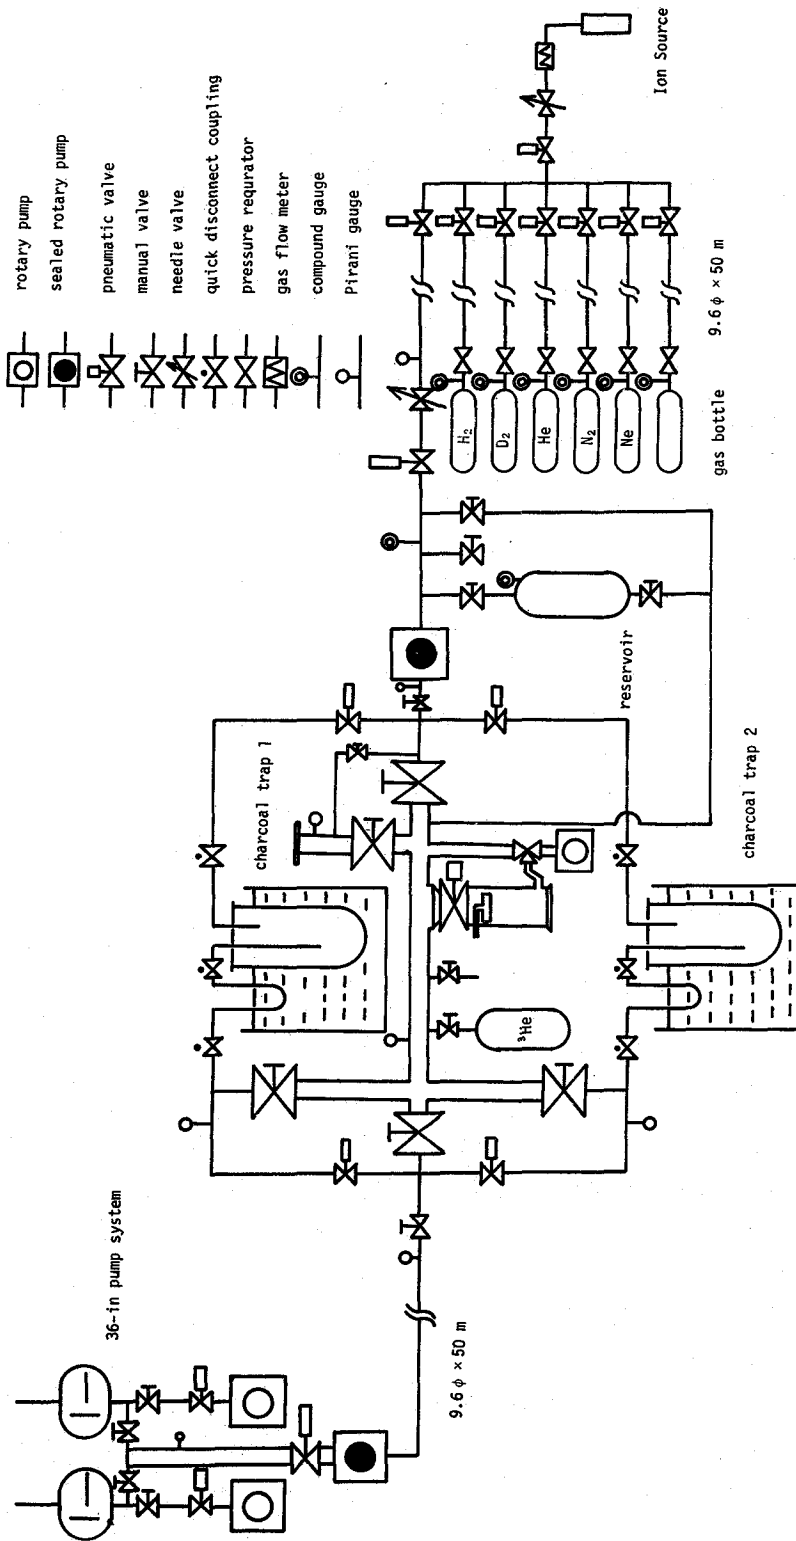 rotary pump
sealed rotary pump
pneumatic valve
manual valve
needle valve
quick disconnect coupling
pressure requrator
gas flow meter
compound gauge
Pirani gauge
36-in pump system
9.6 φ × 50 m
charcoal trap 1
charcoal trap 2
³He
reservoir
H₂
D₂
He
N₂
Ne
gas bottle
9.6 φ × 50 m
Ion Source